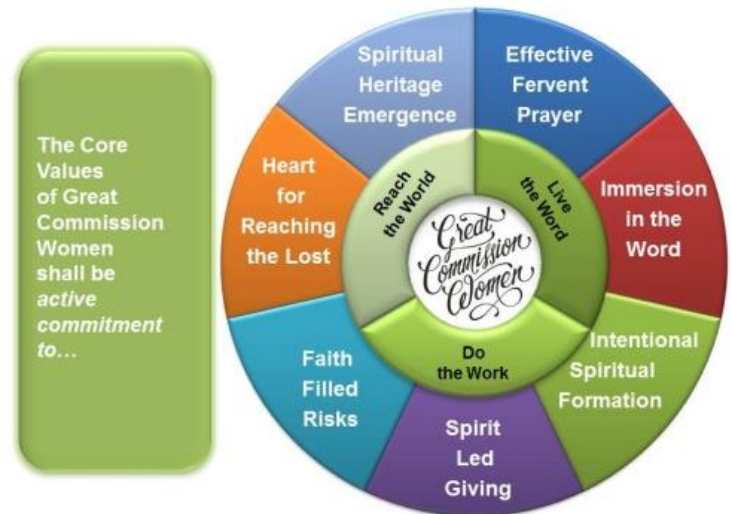 The Core
Values
of Great
Commission
Women
shall be
active
commitment
to…
Spiritual
Heritage
Emergence
Effective
Fervent
Prayer
Immersion
in the
Word
Intentional
Spiritual
Formation
Spirit
Led
Giving
Faith
Filled
Risks
Heart
for
Reaching
the Lost
Reach
the World
Live
the Word
Do
the Work
Great
Commission
Women